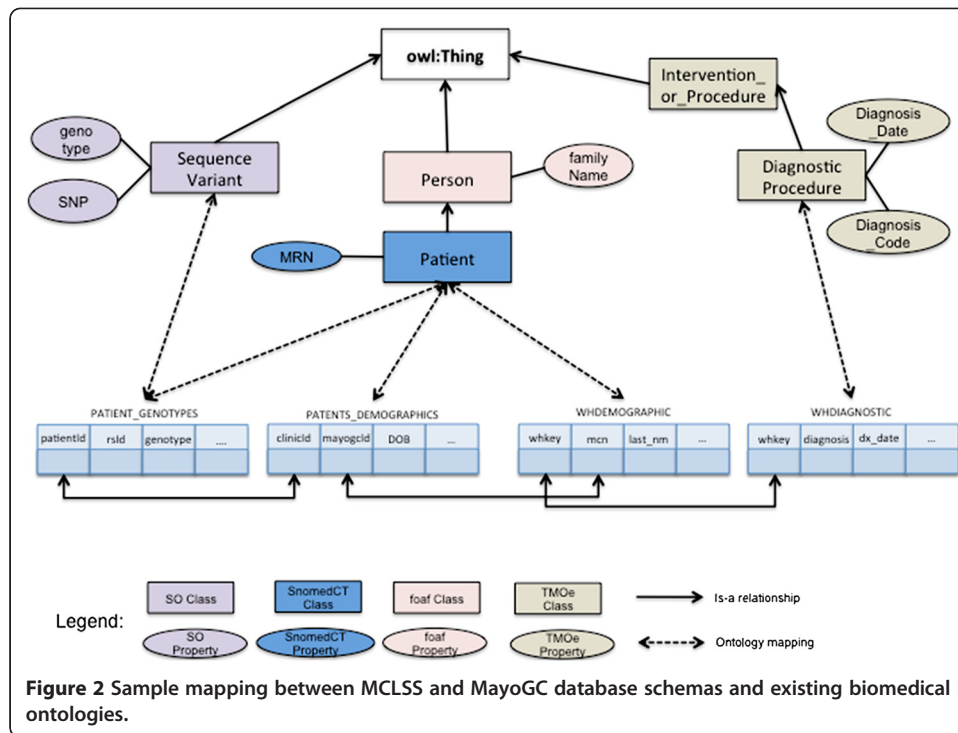 owl:Thing
Intervention_
or_Procedure
Diagnosis
_Date
geno
type
Sequence
Variant
Person
family
Name
Diagnostic
Procedure
SNP
Diagnosis
_Code
MRN
Patient
PATIENT_GENOTYPES
PATENTS_DEMOGRAPHICS
WHDEMOGRAPHIC
WHDIAGNOSTIC
patientId rsId genotype ....
clinicId mayogcId DOB ...
whkey mcn last_nm ...
whkey diagnosis dx_date ...
Legend:
SO Class
SnomedCT
Class
foaf Class
TMOe
Class
Is-a relationship
SO
Property
SnomedCT
Property
foaf
Property
TMOe
Property
Ontology mapping
Figure 2 Sample mapping between MCLSS and MayoGC database schemas and existing biomedical
ontologies.